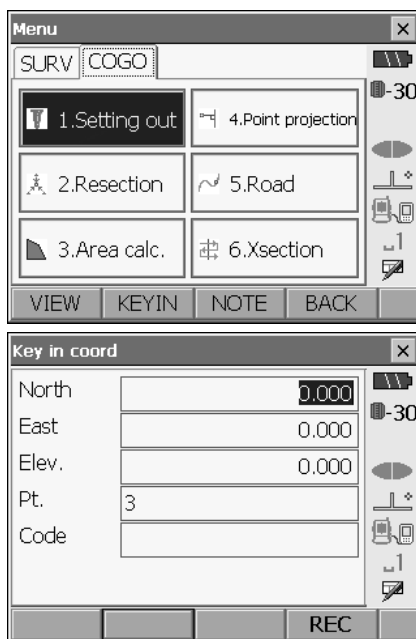 Menu
SURV COGO
1.Setting out 4.Point projection
2.Resection 5.Road
3.Area calc. 6.Xsection
-30
1
VIEW KEYIN NOTE BACK
Key in coord
North 0.000
East 0.000
Elev. 0.000
Pt. 3
Code
-30
1
REC